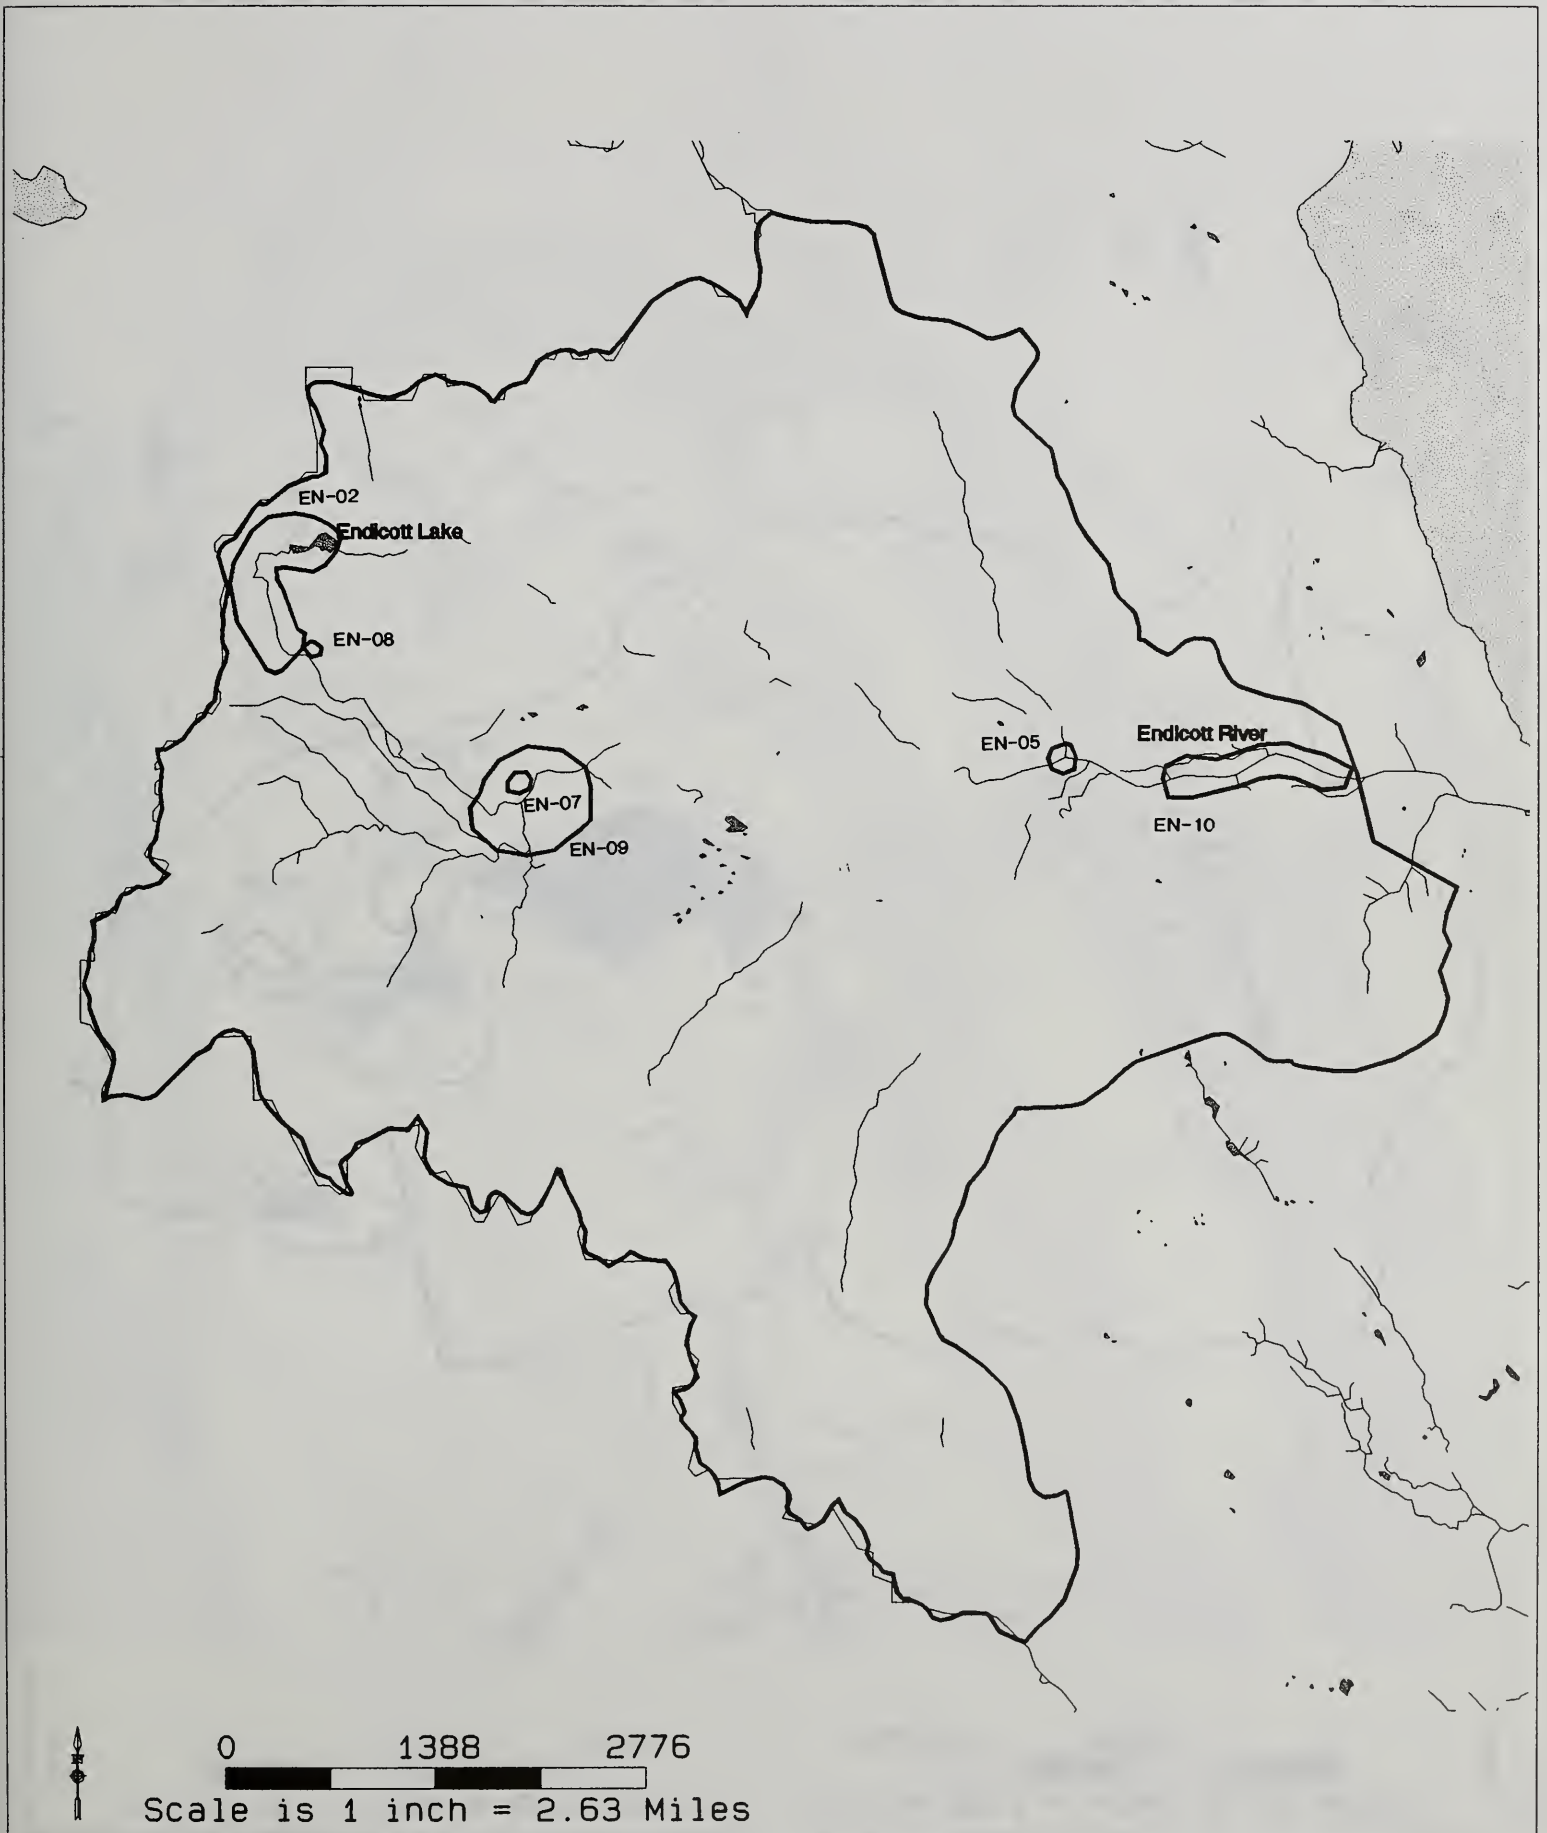 EN-02
Endicott Lake
EN-08
Endicott River
EN-05
EN-07
EN-10
EN-09
0 1388 2776
Scale is 1 inch = 2.63 Miles